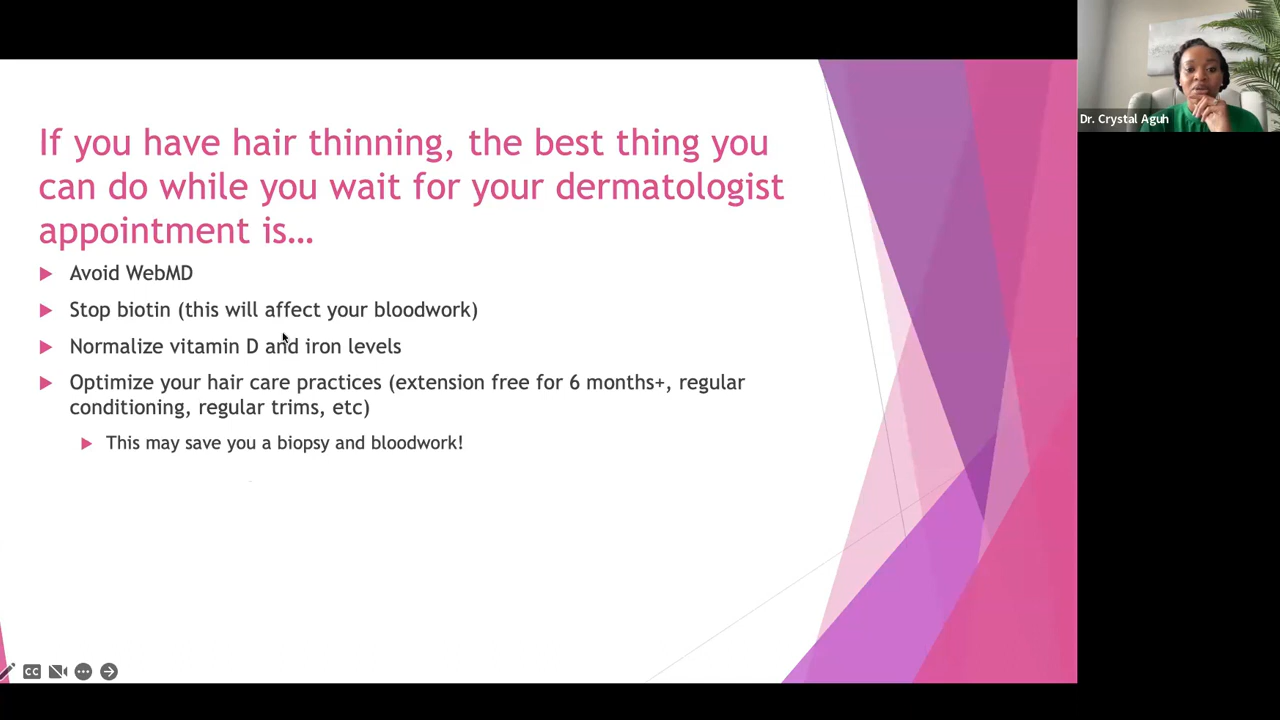 If you have hair thinning, the best thing you
can do while you wait for your dermatologist
appointment is…
Avoid WebMD
Stop biotin (this will affect your bloodwork)
Normalize vitamin D and iron levels
Optimize your hair care practices (extension free for 6 months+, regular
conditioning, regular trims, etc)
This may save you a biopsy and bloodwork!
Dr. Crystal Aguh
CC